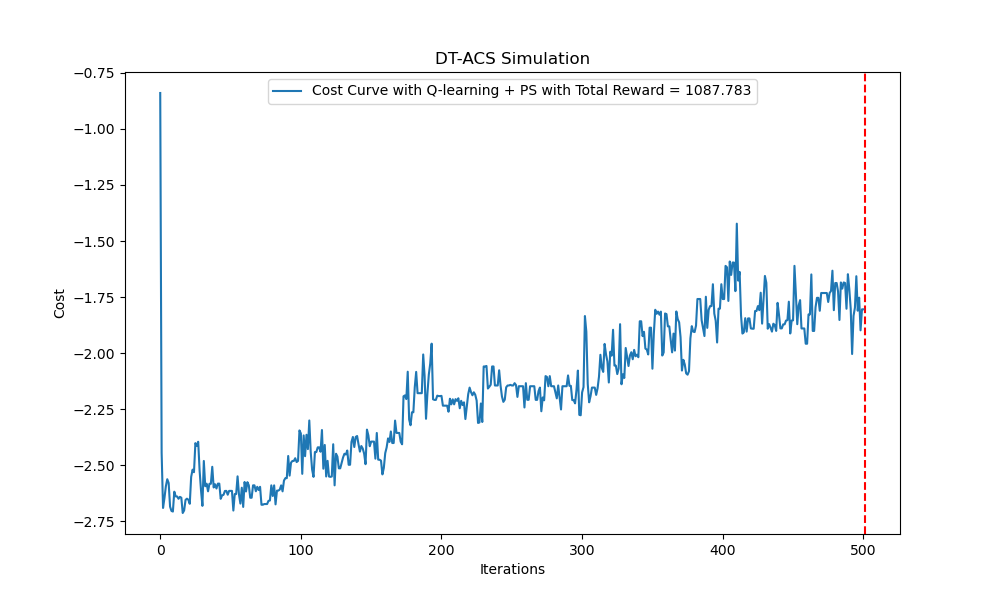 DT-ACS Simulation
Cost Curve with Q-learning + PS with Total Reward = 1087.783
Cost
−0.75
−1.00
−1.25
−1.50
−1.75
−2.00
−2.25
−2.50
−2.75
0 100 200 300 400 500
Iterations